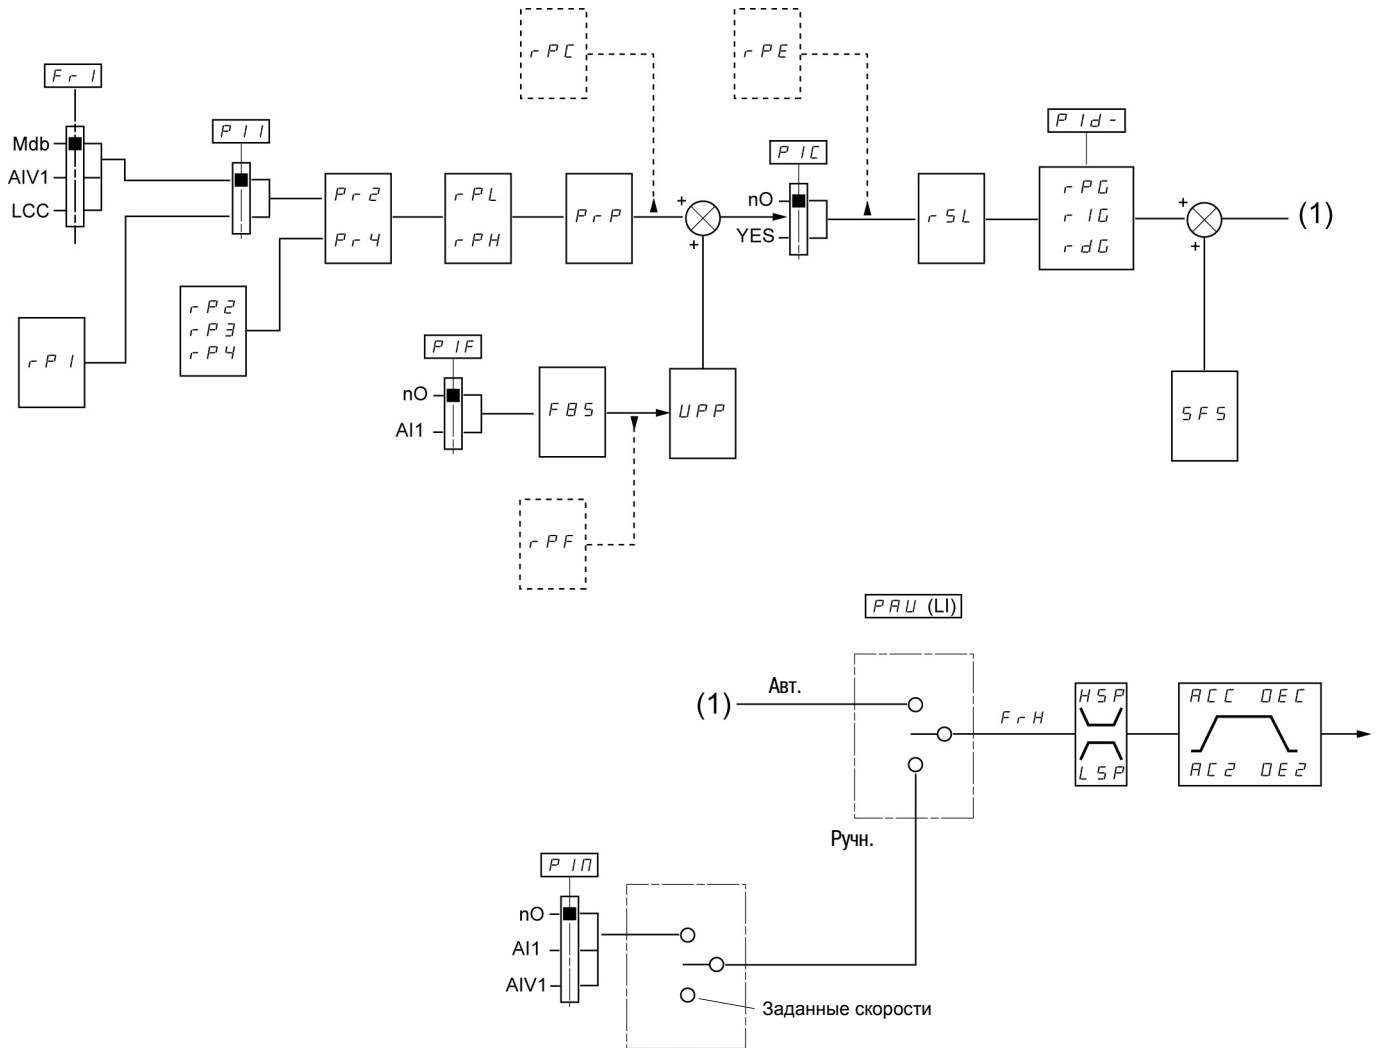 Fr1
Mdb
AIV1
LCC
rP1
PII
rP2
rP3
rP4
Pr2
Pr4
rPL
rPH
PrP
rPC
+
+
PIF
nO
AI1
FBS
rPF
UPP
rPE
PIC
nO
YES
rSL
PId-
rPG
rIG
rdG
+
+
(1)
SFS
PAU (LI)
(1)
Авт.
Ручн.
FrH
HSP
LSP
ACC DEC
AC2 DE2
PIM
nO
AI1
AIV1
Заданные скорости